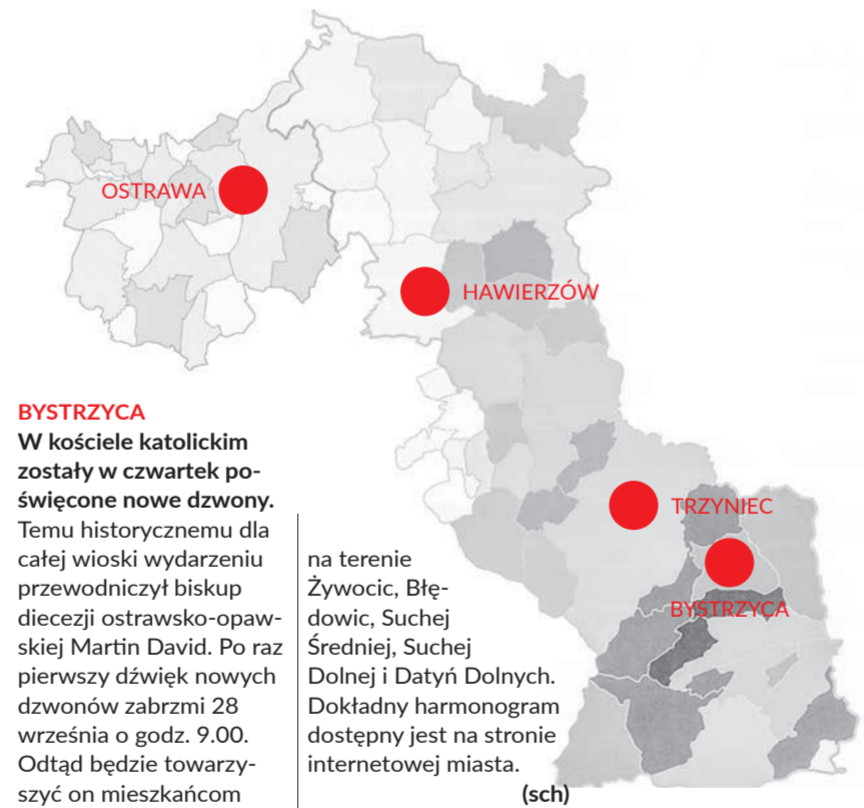 OSTRAWA
HAWIERZÓW
TRZYNIEC
BYSTRZYCA
BYSTRZYCA
W kościele katolickim
zostały w czwartek po-
święcone nowe dzwony.
Temu historycznemu dla
całej wioski wydarzeniu
przewodniczył biskup
diecezji ostrawsko-opaw-
skiej Martin David. Po raz
pierwszy dźwięk nowych
dzwonów zabrzmi 28
września o godz. 9.00.
Odtąd będzie towarzy-
szyć on mieszkańcom
na terenie
Żywocic, Błę-
dowic, Suchej
Średniej, Suchej
Dolnej i Datyń Dolnych.
Dokładny harmonogram
dostępny jest na stronie
internetowej miasta.
(sch)